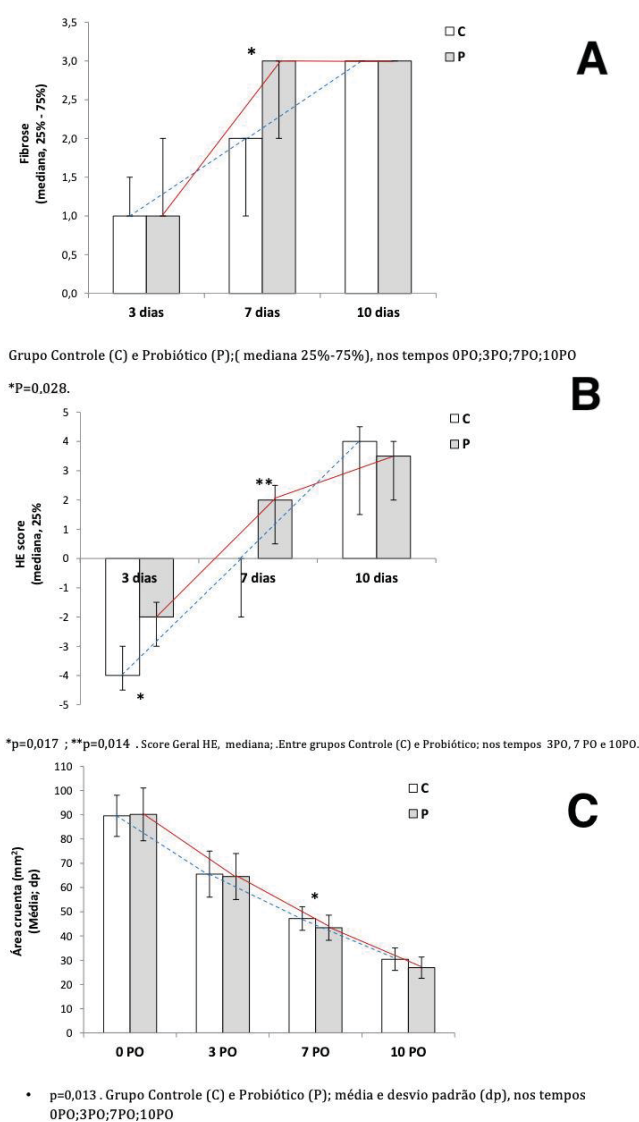 3,5
3,0
2,5
2,0
1,5
1,0
0,5
0,0
Fibrose
(mediana, 25% - 75%)
*
C
P
A
3 dias 7 dias 10 dias
Grupo Controle (C) e Probiótico (P);( mediana 25%-75%), nos tempos 0PO;3PO;7PO;10PO
*P=0,028.
B
5
4
3
2
1
0
-1
-2
-3
-4
-5
HE score
(mediana, 25%
C
P
**
3 dias 7 dias 10 dias
*
*p=0,017 ; **p=0,014 . Score Geral HE, mediana; .Entre grupos Controle (C) e Probiótico; nos tempos 3PO, 7 PO e 10PO.
110
100
90
80
70
60
50
40
30
20
10
0
Área cruenta (mm²)
(Média; dp)
C
P
C
*
0 PO 3 PO 7 PO 10 PO
• p=0,013 . Grupo Controle (C) e Probiótico (P); média e desvio padrão (dp), nos tempos
0PO;3PO;7PO;10PO